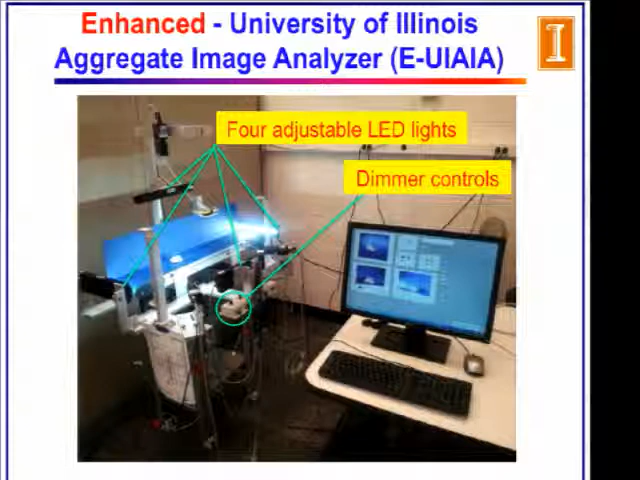 Enhanced - University of Illinois
Aggregate Image Analyzer (E-UIAIA)
I
Four adjustable LED lights
Dimmer controls